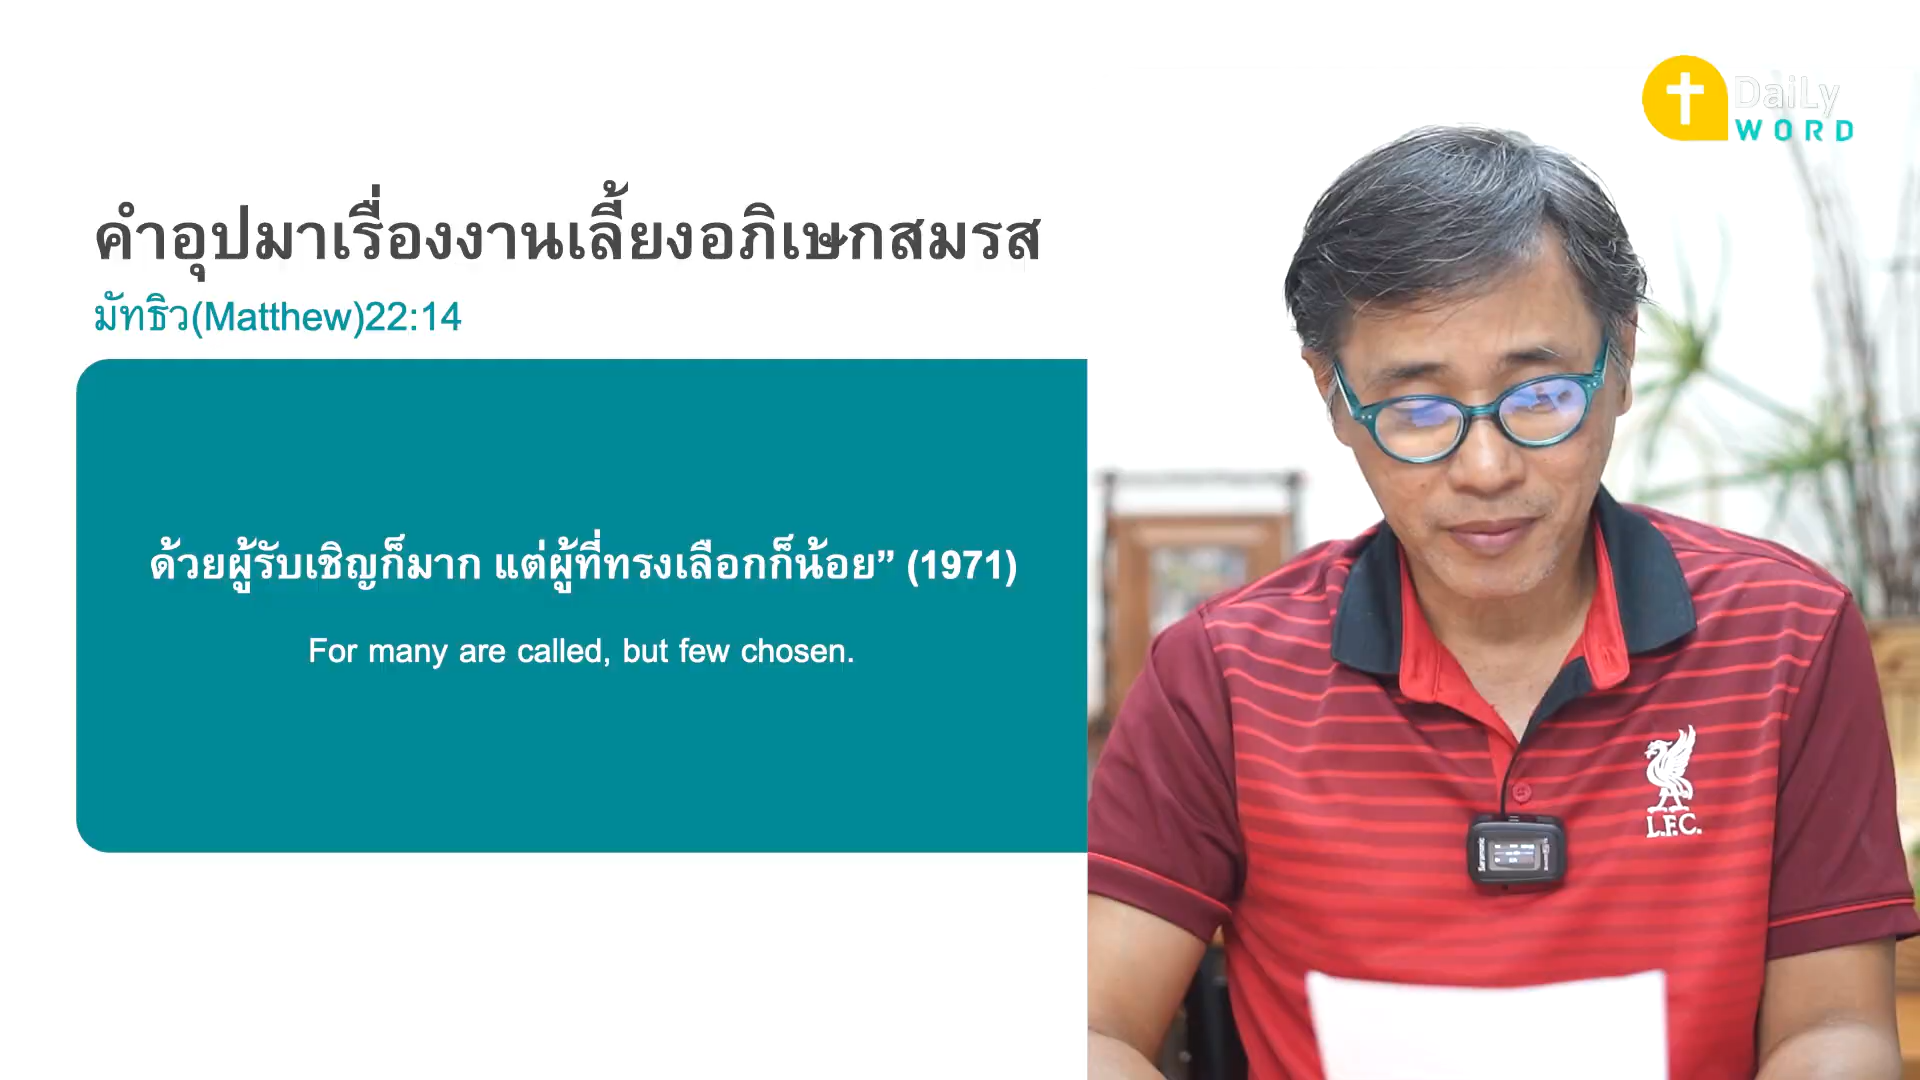 DaiLy
WORD
คำอุปมาเรื่องงานเลี้ยงอภิเษกสมรส
มัทธิว(Matthew)22:14
ด้วยผู้รับเชิญก็มาก แต่ผู้ที่ทรงเลือกก็น้อย” (1971)
For many are called, but few chosen.
L.F.C.
Saramonic